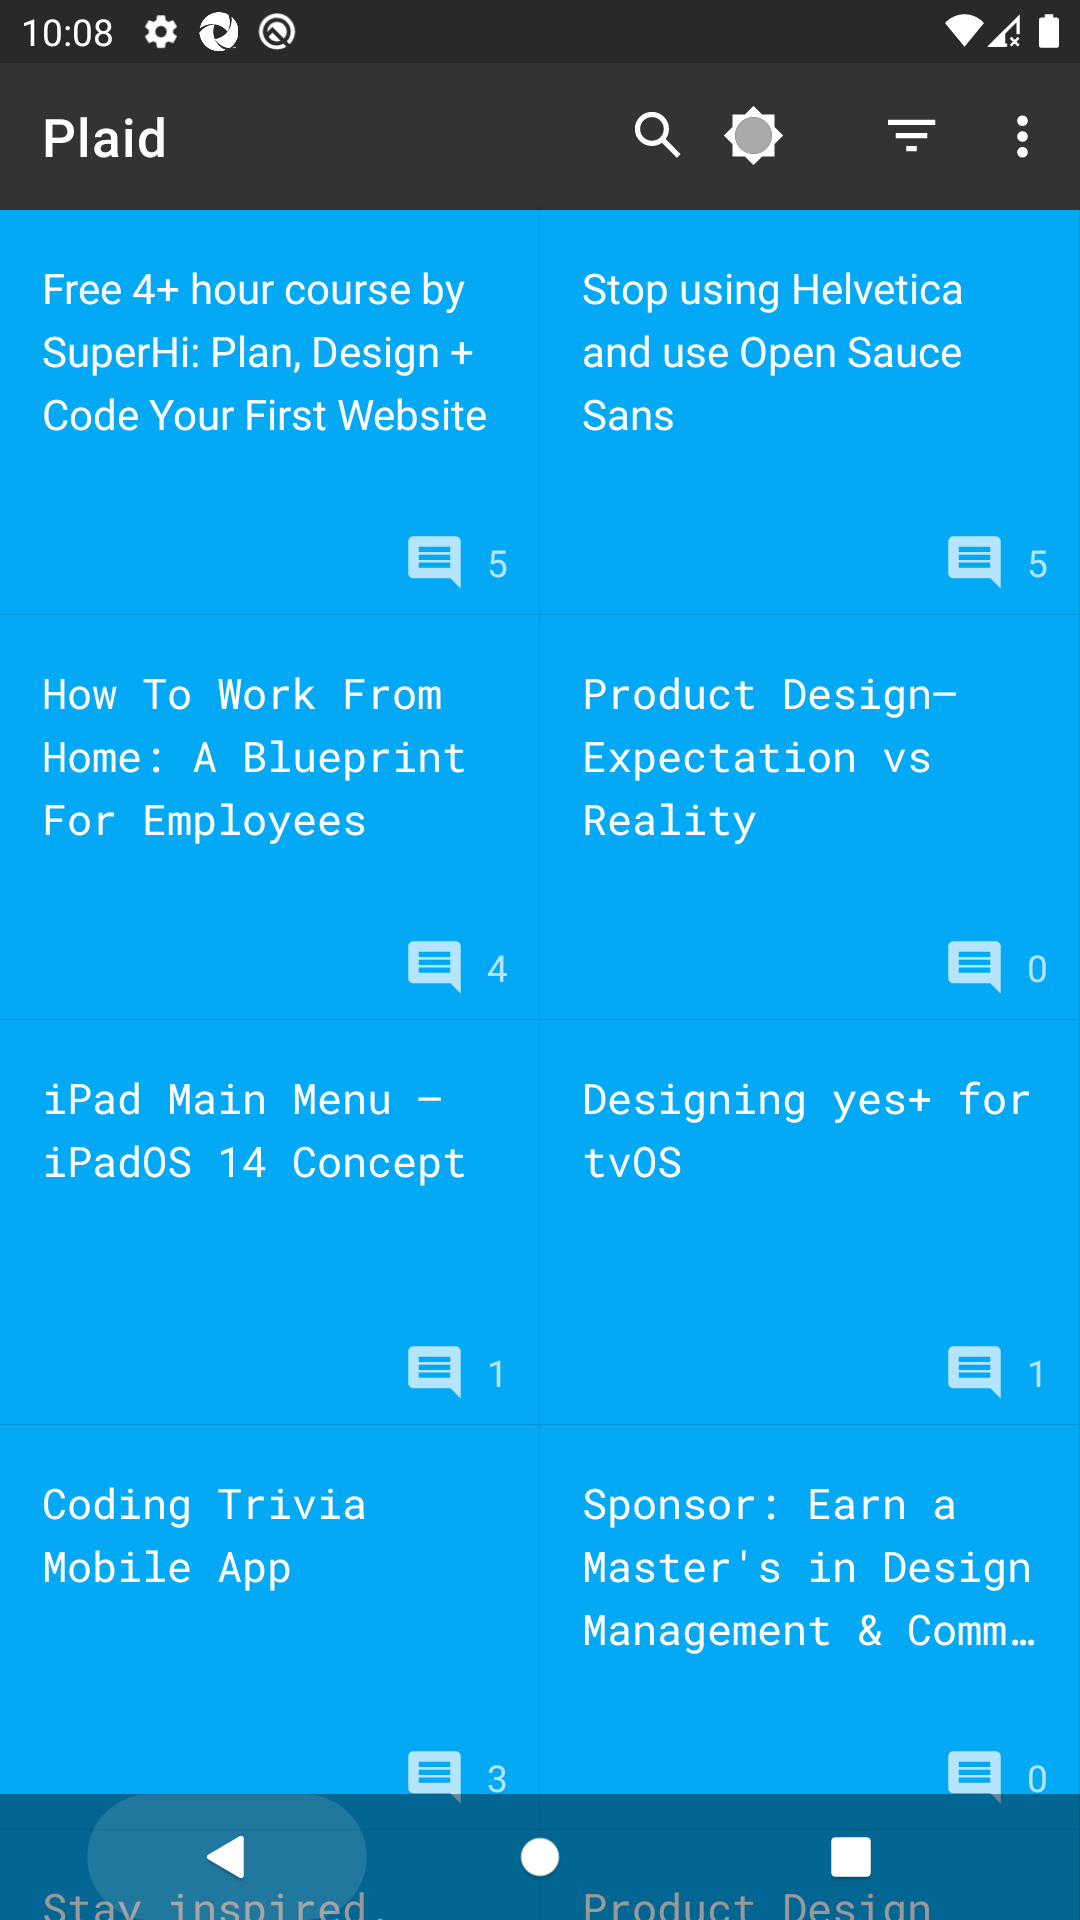 10:08
Plaid
Free 4+ hour course by
SuperHi: Plan, Design +
Code Your First Website
5
Stop using Helvetica
and use Open Sauce
Sans
5
How To Work From
Home: A Blueprint
For Employees
4
Product Design—
Expectation vs
Reality
0
iPad Main Menu —
iPadOS 14 Concept
1
Designing yes+ for
tvOS
1
Coding Trivia
Mobile App
3
Sponsor: Earn a
Master's in Design
Management & Comm…
0
Stay inspired.
Product Design